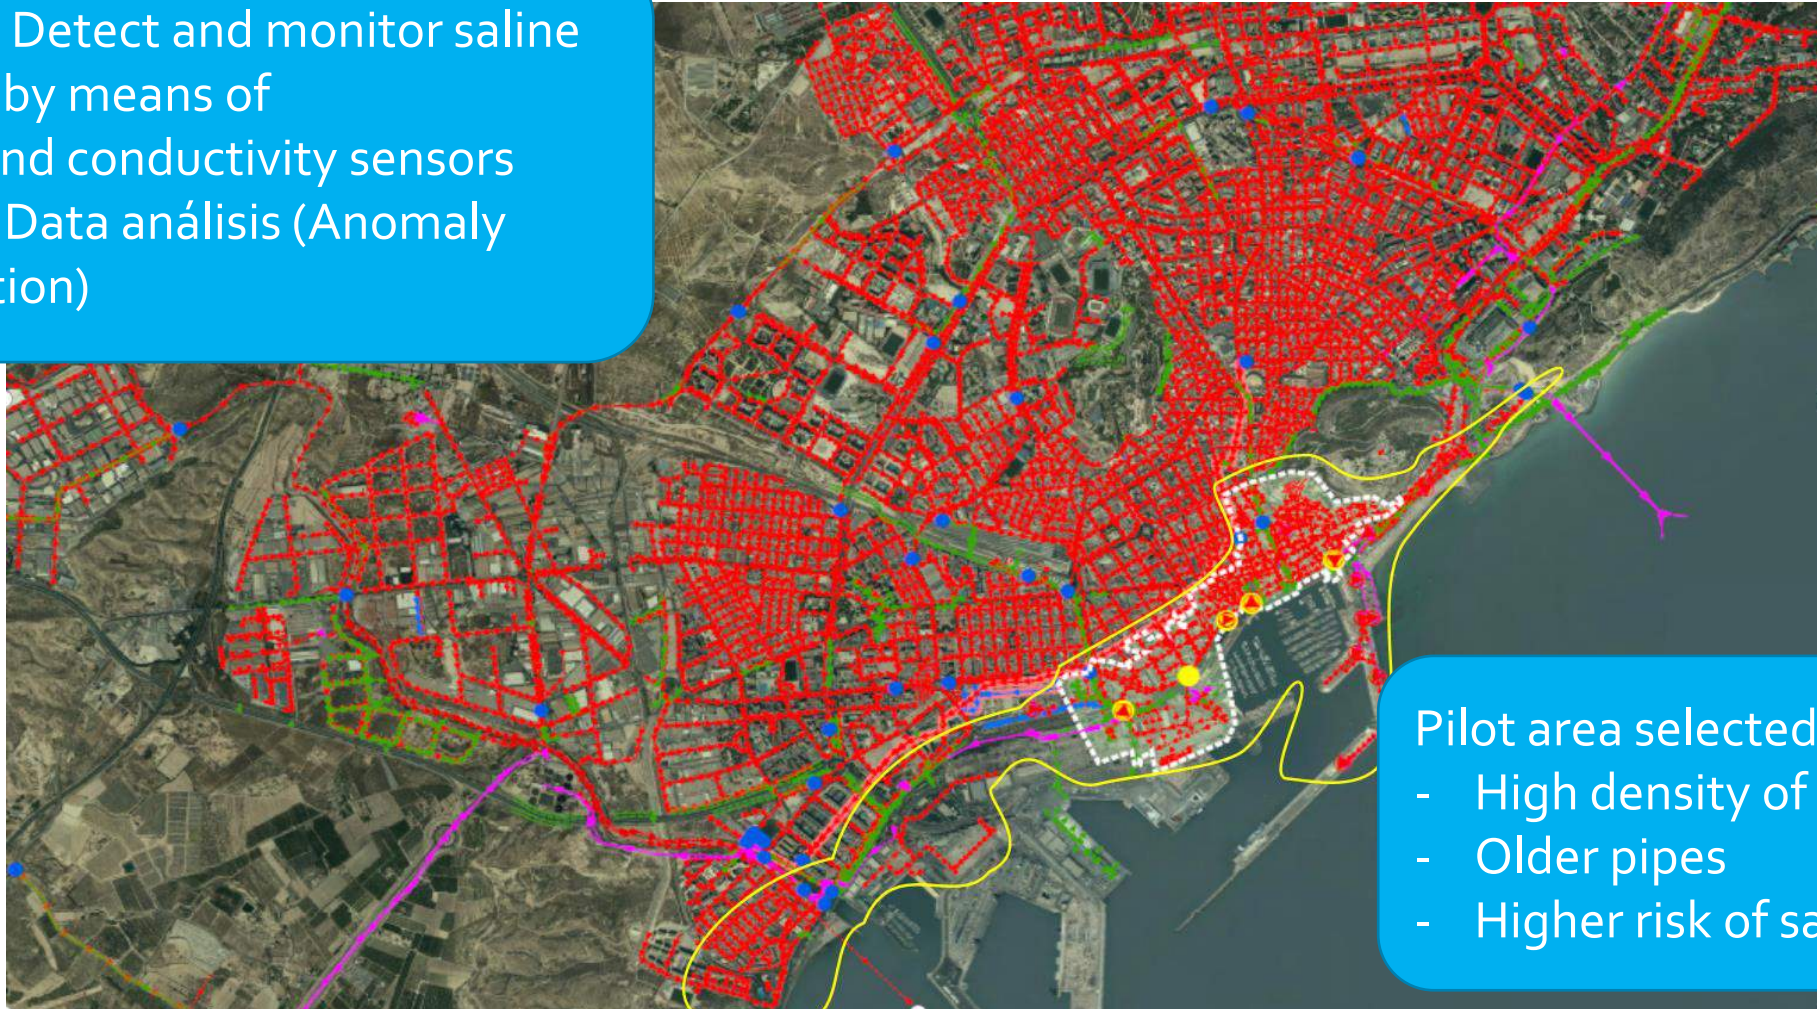 Detect and monitor saline
by means of
nd conductivity sensors
Data análisis (Anomaly
tion)
Pilot area selected
- High density of
- Older pipes
- Higher risk of sa